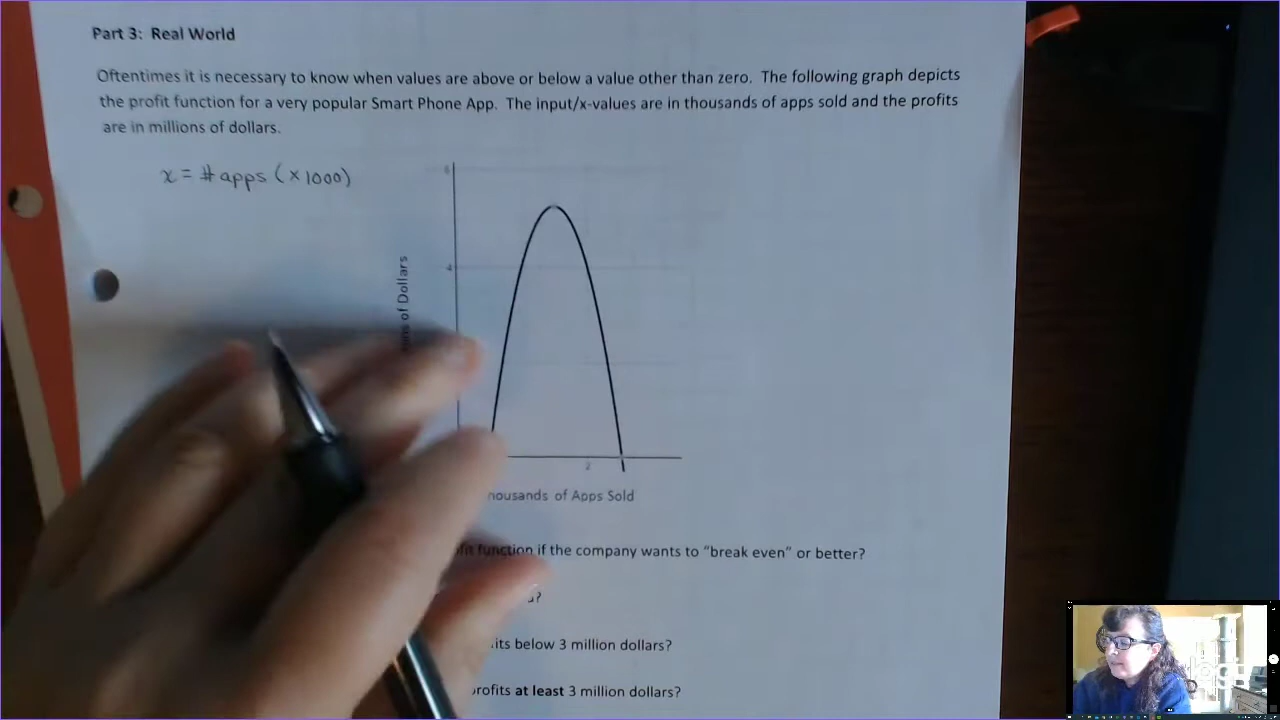 Part 3: Real World
Oftentimes it is necessary to know when values are above or below a value other than zero. The following graph depicts
the profit function for a very popular Smart Phone App. The input/x-values are in thousands of apps sold and the profits
are in millions of dollars.
x = # apps (× 1000)
4
of Dollars
2
of Apps Sold
function if the company wants to “break even” or better?
below 3 million dollars?
at least 3 million dollars?